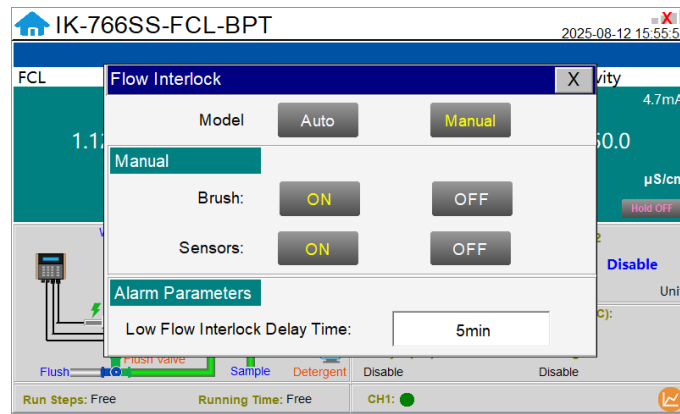 IK-766SS-FCL-BPT
X
2025-08-12 15:55:5
FCL
Flow Interlock
X
vity
Model
Auto
Manual
4.7mA
1.12
50.0
Manual
µS/cm
Brush:
ON
OFF
Hold OFF
Sensors:
ON
OFF
Disable
Alarm Parameters
Uni
C):
Low Flow Interlock Delay Time:
5min
Flush Valve
Flush
Sample
Detergent
Disable
Disable
Run Steps: Free
Running Time: Free
CH1: